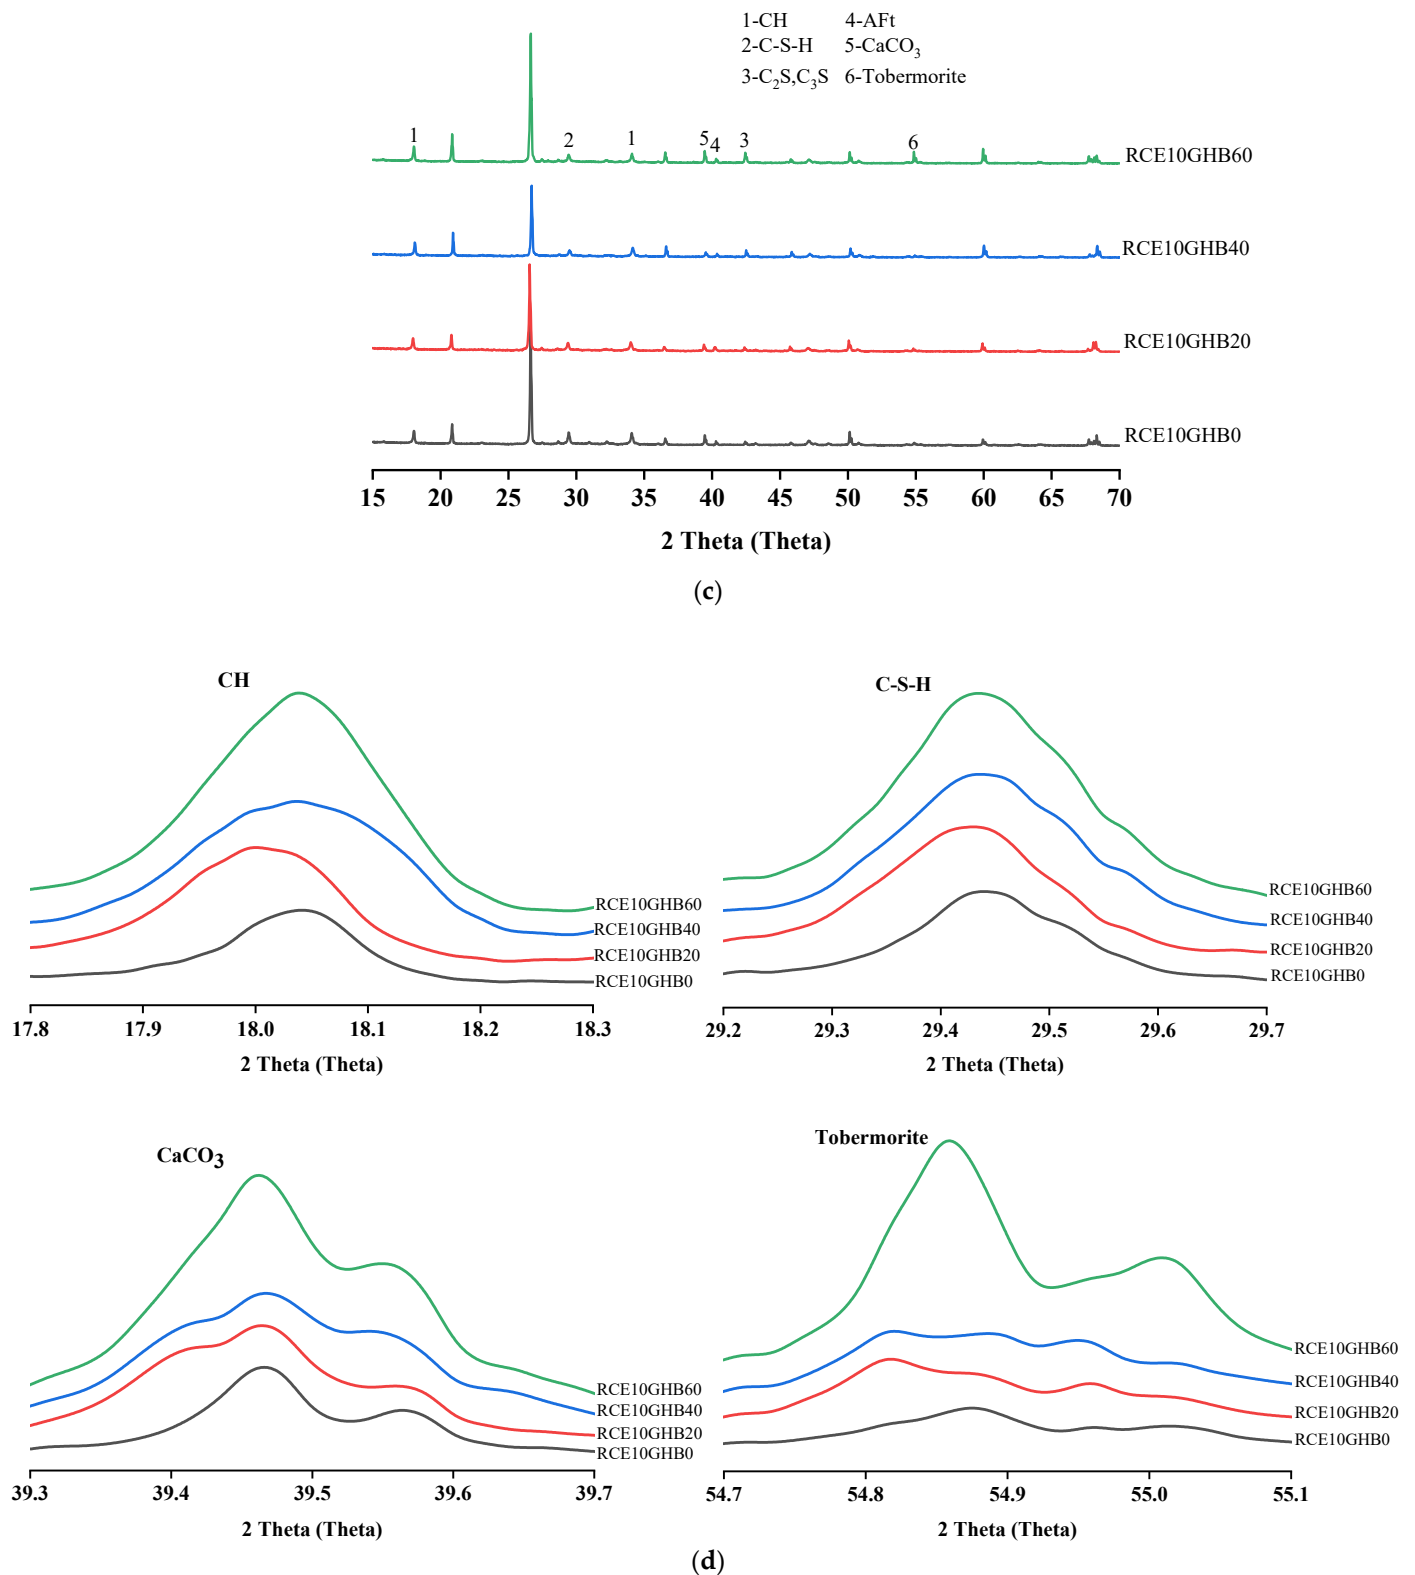 1-CH 4-AFt
2-C-S-H 5-CaCO3
3-C2S,C3S 6-Tobermorite
1 2 1 5 4 3 6
RCE10GHB60
RCE10GHB40
RCE10GHB20
RCE10GHB0
15 20 25 30 35 40 45 50 55 60 65 70
2 Theta (Theta)
(c)
CH
RCE10GHB60
RCE10GHB40
RCE10GHB20
RCE10GHB0
17.8 17.9 18.0 18.1 18.2 18.3
2 Theta (Theta)
C-S-H
RCE10GHB60
RCE10GHB40
RCE10GHB20
RCE10GHB0
29.2 29.3 29.4 29.5 29.6 29.7
2 Theta (Theta)
CaCO3
RCE10GHB60
RCE10GHB40
RCE10GHB20
RCE10GHB0
39.3 39.4 39.5 39.6 39.7
2 Theta (Theta)
Tobermorite
RCE10GHB60
RCE10GHB40
RCE10GHB20
RCE10GHB0
54.7 54.8 54.9 55.0 55.1
2 Theta (Theta)
(d)